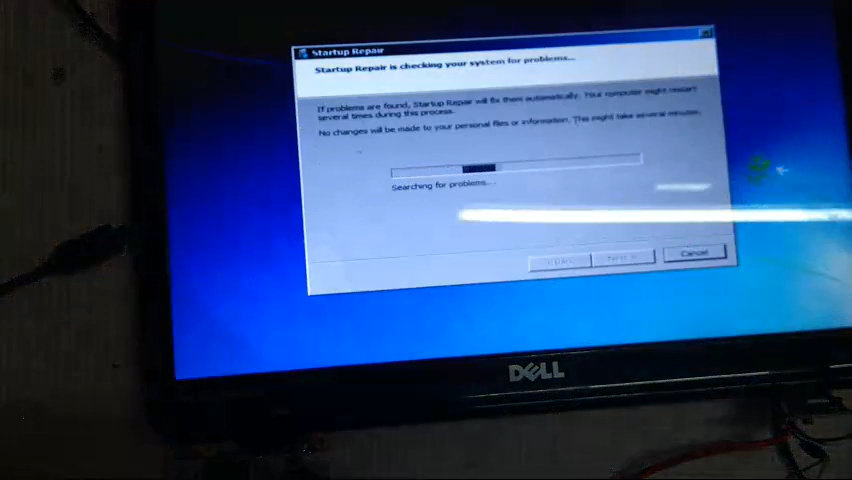 Startup Repair
Startup Repair is checking your system for problems...
If problems are found, Startup Repair will fix them automatically. Your computer might restart
several times during this process.
No changes will be made to your personal files or information. This might take several minutes.
Searching for problems...
Next >
Cancel
DELL